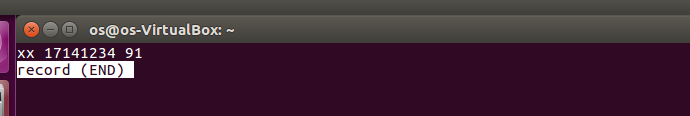 os@os-VirtualBox: ~
xx 17141234 91
record (END)